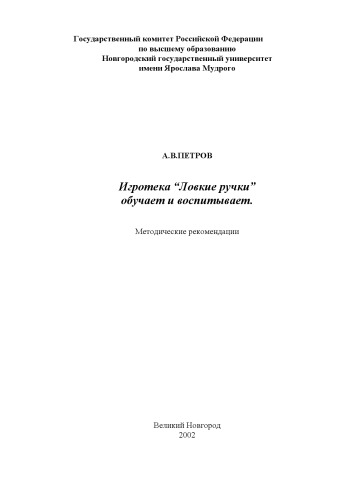 Государственный комитет Российской Федерации
по высшему образованию
Новгородский государственный университет
имени Ярослава Мудрого
А.В.ПЕТРОВ
Игротека “Ловкие ручки”
обучает и воспитывает.
Методические рекомендации
Великий Новгород
2002